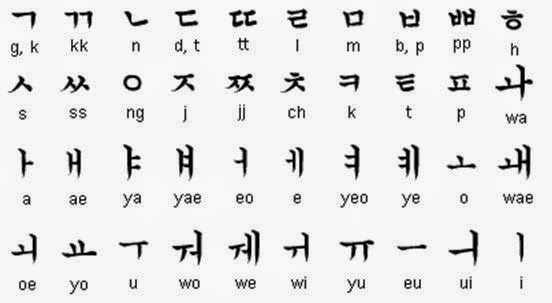 ㄱ ㄲ ㄴ ㄷ ㄸ ㄹ ㅁ ㅂ ㅃ ㅎ
g, k kk n d, t tt l m b, p pp h
ㅅ ㅆ ㅇ ㅈ ㅉ ㅊ ㅋ ㅌ ㅍ ㅘ
s ss ng j jj ch k t p wa
ㅏ ㅐ ㅑ ㅒ ㅓ ㅔ ㅕ ㅖ ㅗ ㅙ
a ae ya yae eo e yeo ye o wae
ㅚ ㅛ ㅜ ㅝ ㅞ ㅟ ㅠ ㅡ ㅢ ㅣ
oe yo u wo we wi yu eu ui i